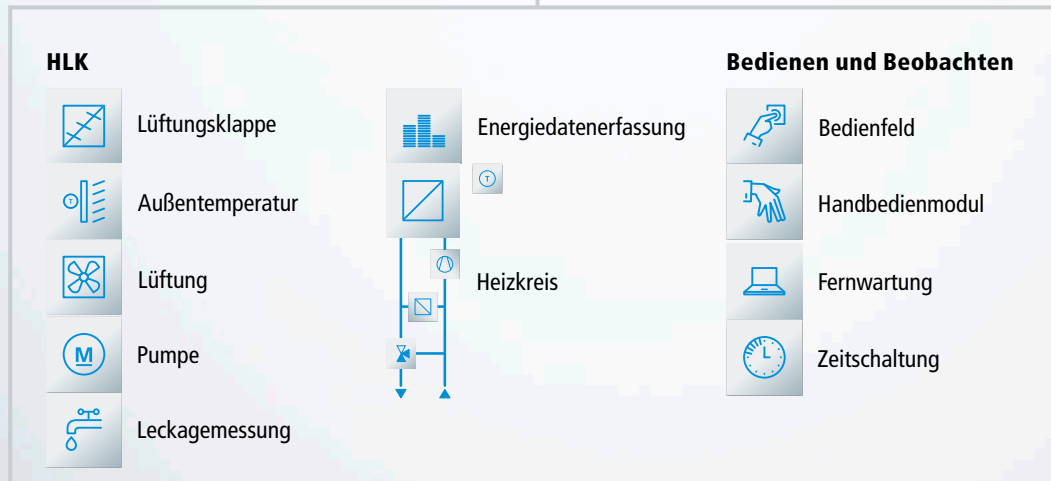 HLK
Lüftungsklappe
Außentemperatur
T
Lüftung
Pumpe
M
Leckagemessung
Energiedatenerfassung
T
Heizkreis
Bedienen und Beobachten
Bedienfeld
Handbedienmodul
Fernwartung
Zeitschaltung